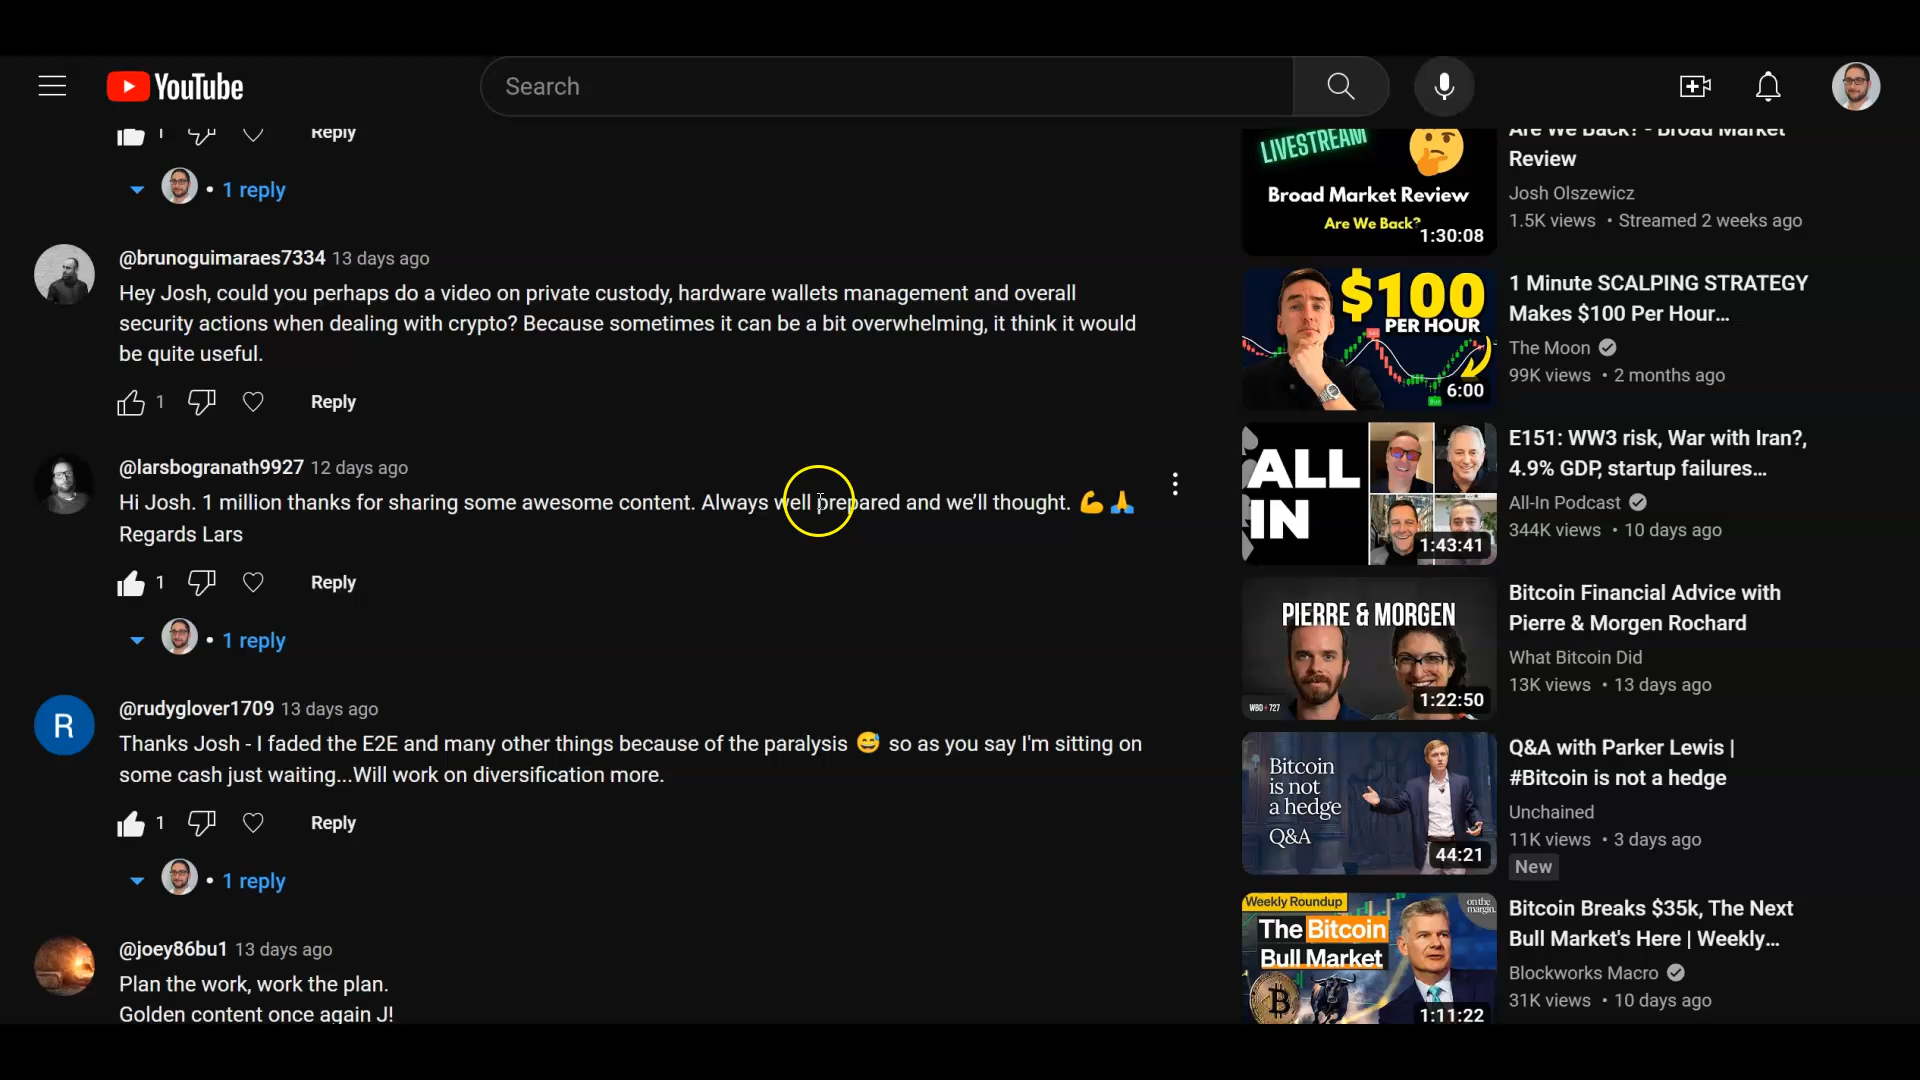 YouTube
Search
1
Reply
1 reply
@brunoguimaraes7334 13 days ago
Hey Josh, could you perhaps do a video on private custody, hardware wallets management and overall
security actions when dealing with crypto? Because sometimes it can be a bit overwhelming, it think it would
be quite useful.
1
Reply
@larsbogranath9927 12 days ago
Hi Josh. 1 million thanks for sharing some awesome content. Always well prepared and we’ll thought. 💪🙏
Regards Lars
1
Reply
1 reply
R
@rudyglover1709 13 days ago
Thanks Josh - I faded the E2E and many other things because of the paralysis 😅 so as you say I'm sitting on
some cash just waiting...Will work on diversification more.
1
Reply
1 reply
@joey86bu1 13 days ago
Plan the work, work the plan.
Golden content once again J!
LIVESTREAM
Broad Market Review
Are We Back?
1:30:08
Are We Back? - Broad Market
Review
Josh Olszewicz
1.5K views • Streamed 2 weeks ago
$100
PER HOUR
Sell
Buy
6:00
1 Minute SCALPING STRATEGY
Makes $100 Per Hour...
The Moon
99K views • 2 months ago
ALL
IN
1:43:41
E151: WW3 risk, War with Iran?,
4.9% GDP, startup failures...
All-In Podcast
344K views • 10 days ago
PIERRE & MORGEN
WBD • 727
1:22:50
Bitcoin Financial Advice with
Pierre & Morgen Rochard
What Bitcoin Did
13K views • 13 days ago
Bitcoin
is not
a hedge
Q&A
44:21
Q&A with Parker Lewis |
#Bitcoin is not a hedge
Unchained
11K views • 3 days ago
New
Weekly Roundup
on the
margin.
The Bitcoin
Bull Market
1:11:22
Bitcoin Breaks $35k, The Next
Bull Market's Here | Weekly...
Blockworks Macro
31K views • 10 days ago